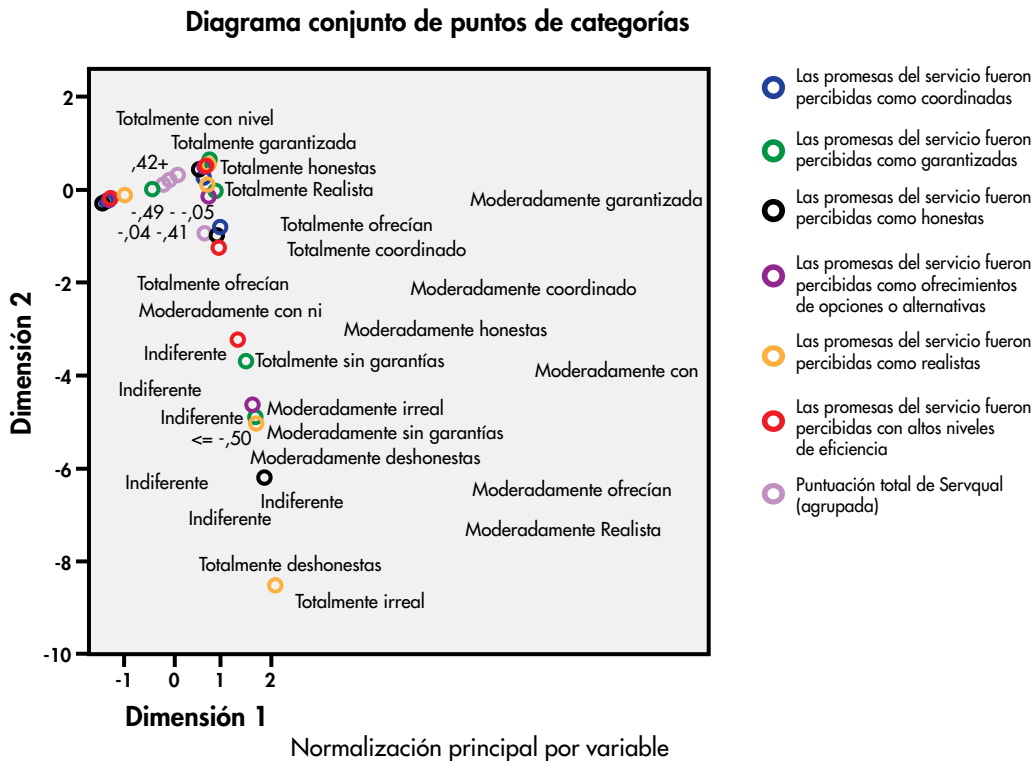 Diagrama conjunto de puntos de categorías
Dimensión 2
2
0
-2
-4
-6
-8
-10
-1
0
1
2
Dimensión 1
Normalización principal por variable
Totalmente con nivel
Totalmente garantizada
,42+
Totalmente honestas
Totalmente Realista
Moderadamente garantizada
-,49 - -,05
-,04 -,41
Totalmente ofrecían
Totalmente coordinado
Totalmente ofrecían
Moderadamente coordinado
Moderadamente con ni
Moderadamente honestas
Indiferente
Totalmente sin garantías
Moderadamente con
Indiferente
Indiferente
Moderadamente irreal
<= -,50
Moderadamente sin garantías
Moderadamente deshonestas
Indiferente
Indiferente
Moderadamente ofrecían
Indiferente
Moderadamente Realista
Totalmente deshonestas
Totalmente irreal
Las promesas del servicio fueron
percibidas como coordinadas
Las promesas del servicio fueron
percibidas como garantizadas
Las promesas del servicio fueron
percibidas como honestas
Las promesas del servicio fueron
percibidas como ofrecimientos
de opciones o alternativas
Las promesas del servicio fueron
percibidas como realistas
Las promesas del servicio fueron
percibidas con altos niveles
de eficiencia
Puntuación total de Servqual
(agrupada)